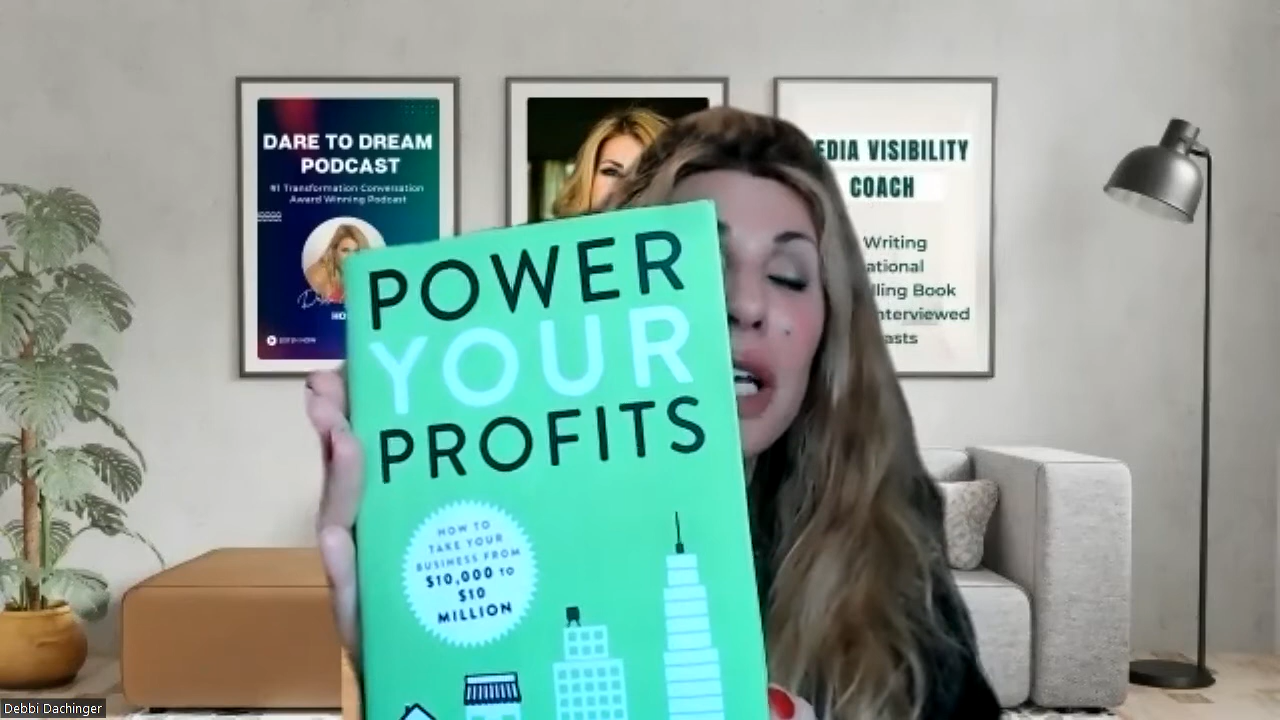 DARE TO DREAM
PODCAST
#1 Transformation Conversation
Award Winning Podcast
EDIA VISIBILITY
COACH
Writing
ational
lling Book
nterviewed
asts
POWER
YOUR
PROFITS
HOW TO
TAKE YOUR
BUSINESS FROM
$10,000 TO
$10
MILLION
Debbi Dachinger